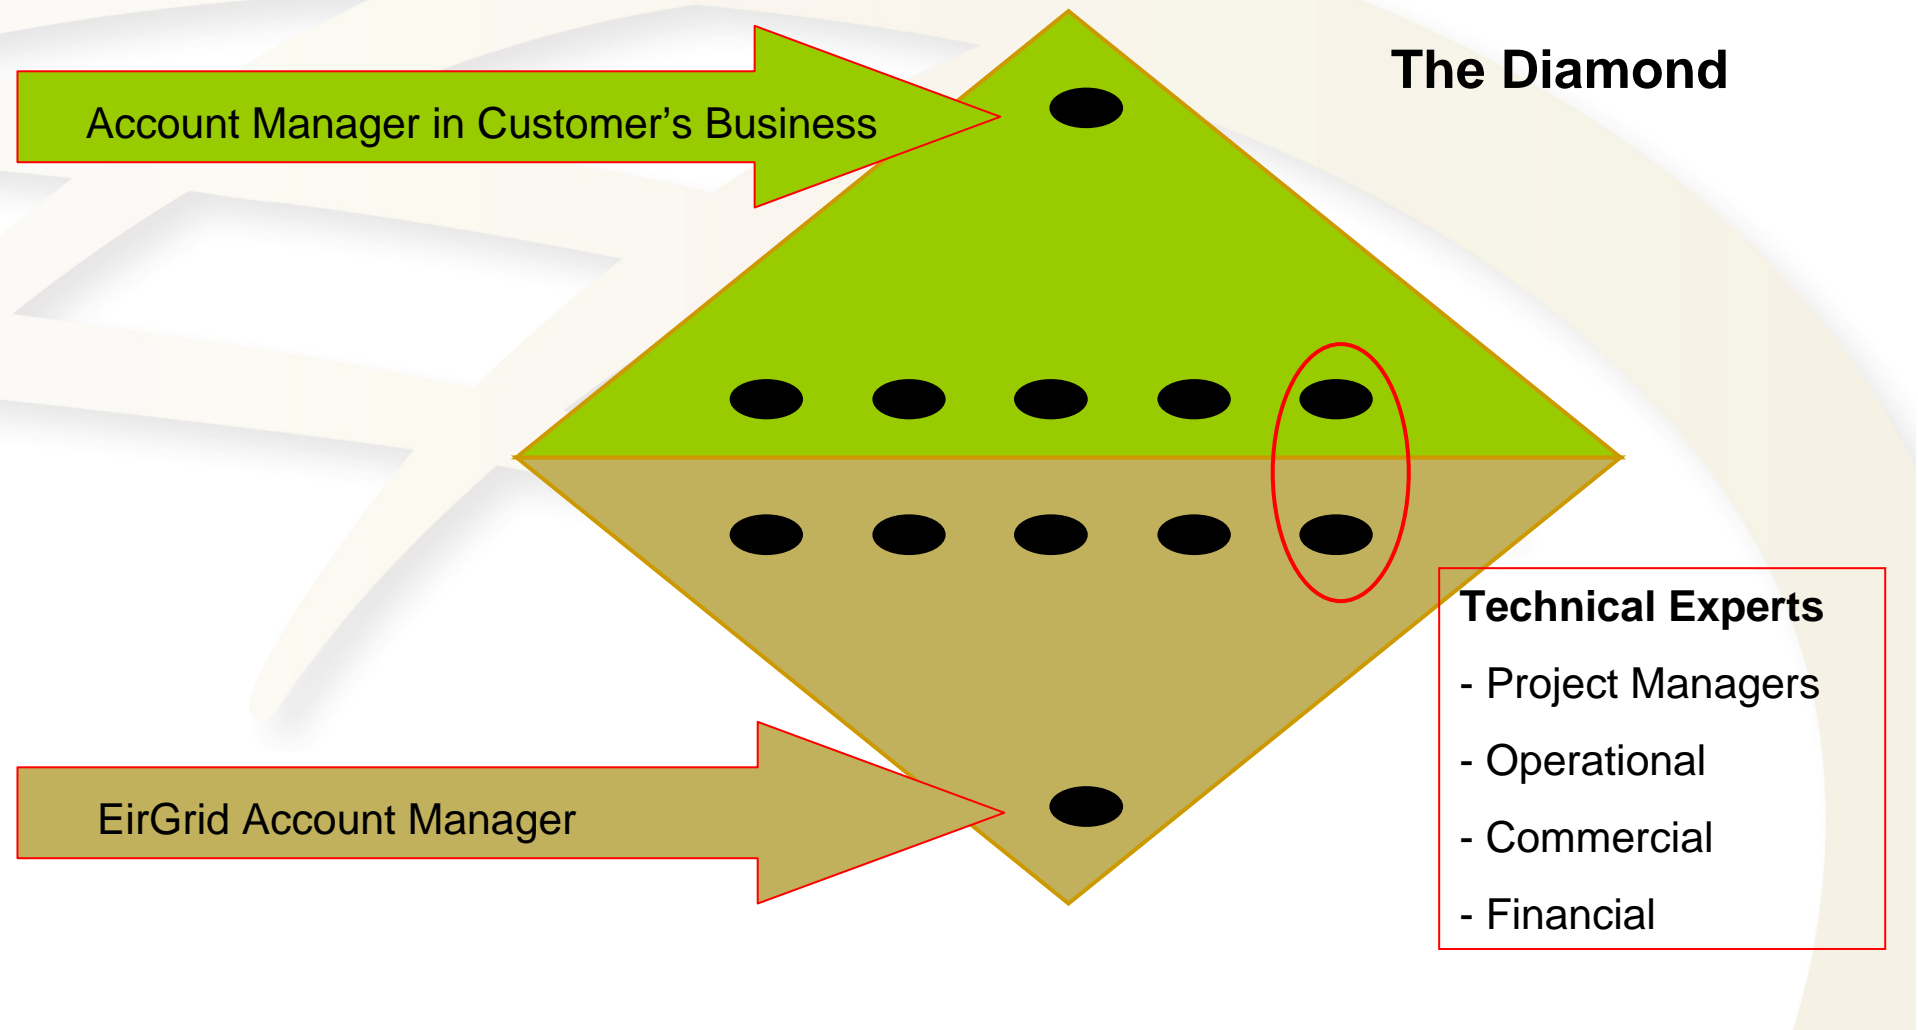 The Diamond
Account Manager in Customer’s Business
Technical Experts
- Project Managers
- Operational
- Commercial
- Financial
EirGrid Account Manager